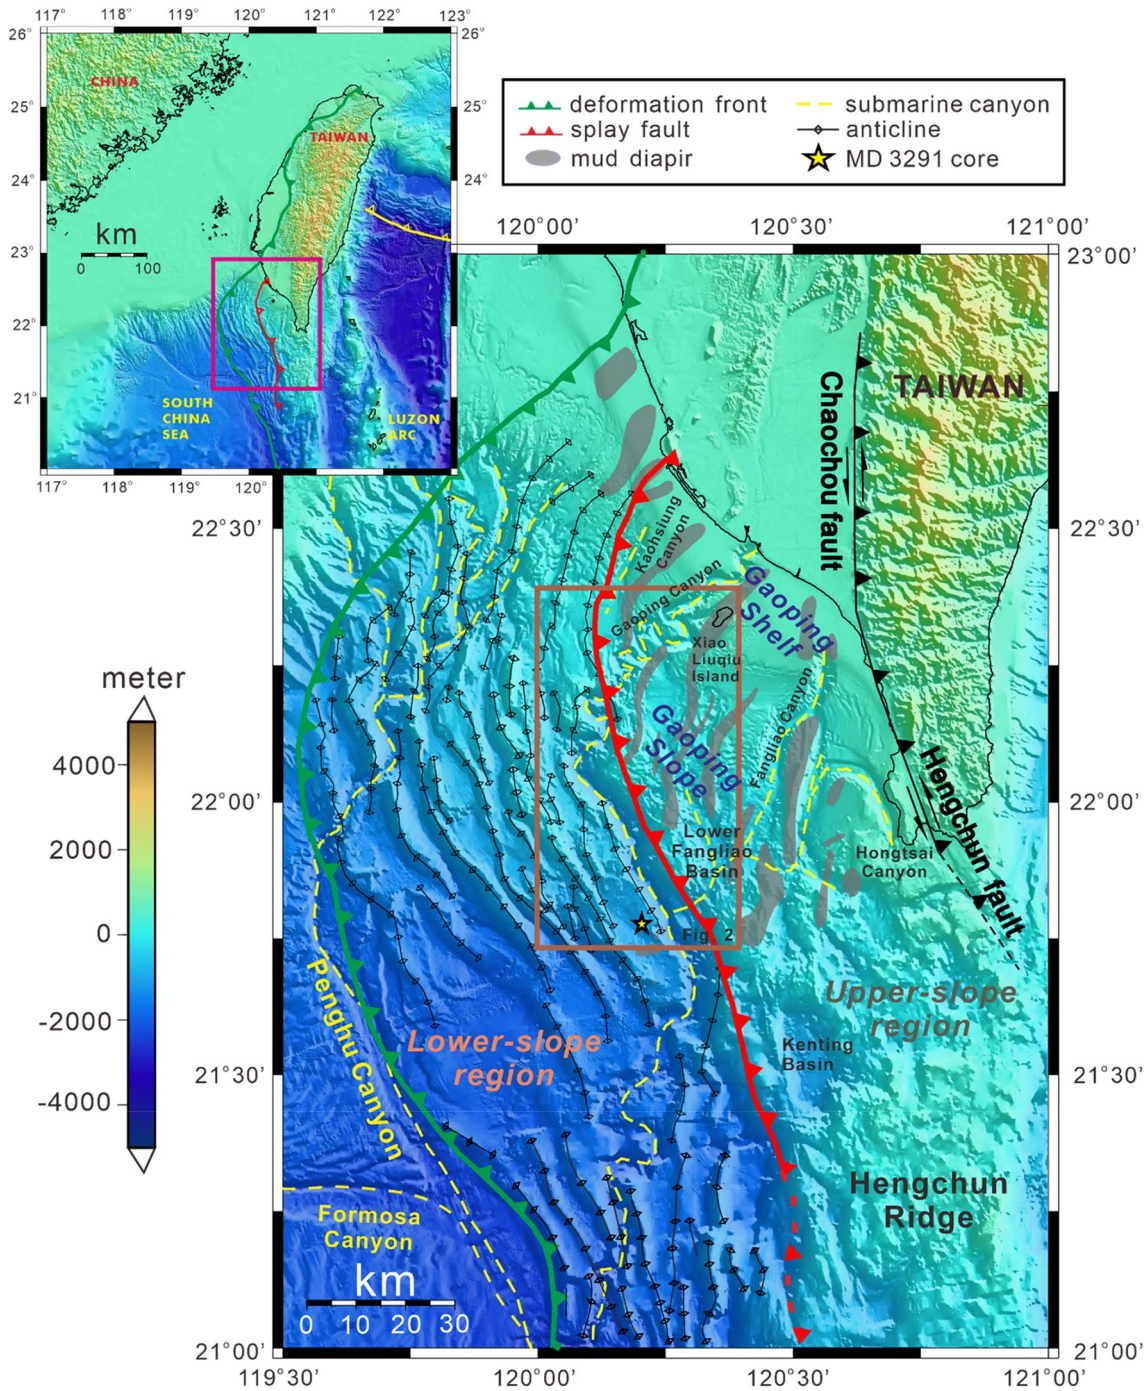 117° 118° 119° 120° 121° 122° 123°
26° 26°
25° 25°
24° 24°
23° 23°
22° 22°
21° 21°
117° 118° 119° 120°
CHINA
TAIWAN
km
0 100
SOUTH
CHINA
SEA
LUZON
ARC
deformation front
submarine canyon
splay fault
anticline
mud diapir
MD 3291 core
120°00' 120°30' 121°00'
23°00'
22°30' 22°30'
22°00' 22°00'
21°30' 21°30'
21°00' 21°00'
119°30' 120°00' 120°30' 121°00'
TAIWAN
Chaochou fault
Kaohsiung
Canyon
Gaoping Canyon
Gaoping
Shelf
Xiao
Liuqiu
Island
Gaoping
Slope
Fangliao Canyon
Hengchun fault
Lower
Fangliao
Basin
Hongtsai
Canyon
Fig. 2
Upper-slope
region
Lower-slope
region
Kenting
Basin
Penghu Canyon
Hengchun
Ridge
Formosa
Canyon
km
0 10 20 30
meter
4000
2000
0
-2000
-4000